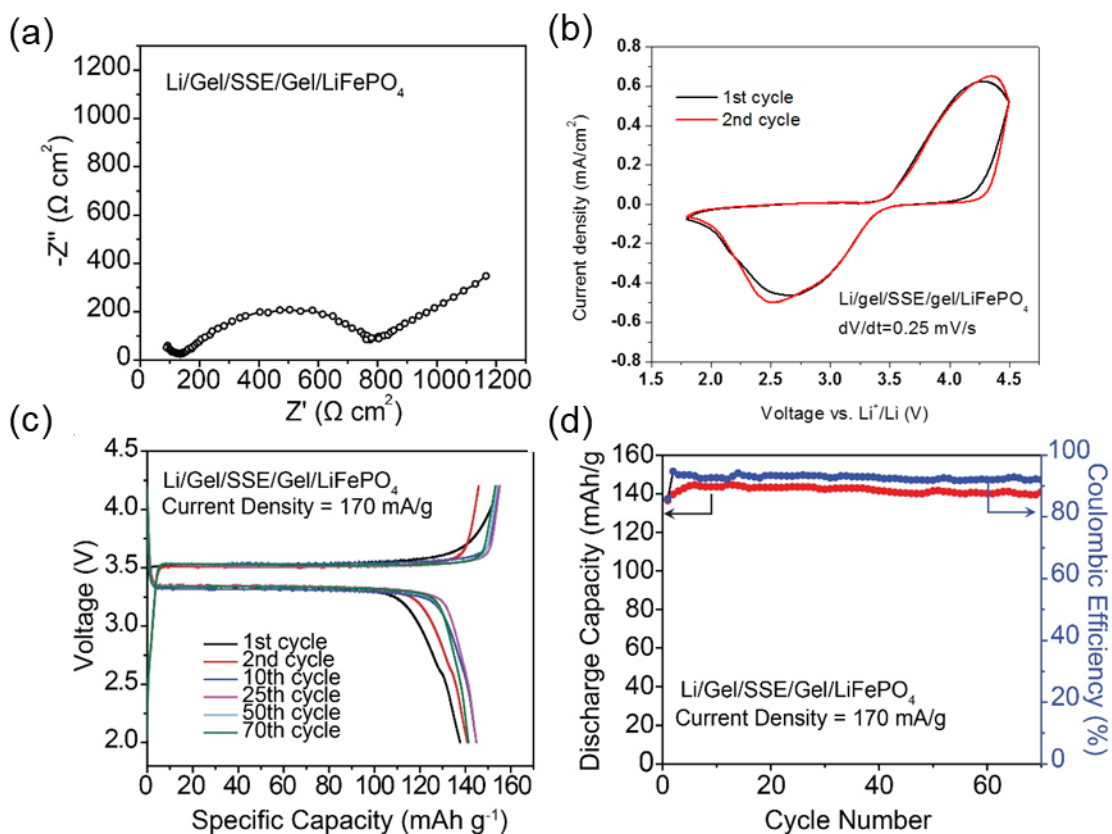 (a)
Li/Gel/SSE/Gel/LiFePO4
-Z'' (Ω cm2)
1200
1000
800
600
400
200
0
0 200 400 600 800 1000 1200
Z' (Ω cm2)
(b)
1st cycle
2nd cycle
Current density (mA/cm2)
0.8
0.6
0.4
0.2
0.0
-0.2
-0.4
-0.6
-0.8
Li/gel/SSE/gel/LiFePO4
dV/dt=0.25 mV/s
1.5 2.0 2.5 3.0 3.5 4.0 4.5
Voltage vs. Li+/Li (V)
(c)
Li/Gel/SSE/Gel/LiFePO4
Current Density = 170 mA/g
Voltage (V)
4.5
4.0
3.5
3.0
2.5
2.0
1st cycle
2nd cycle
10th cycle
25th cycle
50th cycle
70th cycle
0 20 40 60 80 100 120 140 160
Specific Capacity (mAh g-1)
(d)
Discharge Capacity (mAh/g)
160
140
120
100
80
60
40
20
0
Li/Gel/SSE/Gel/LiFePO4
Current Density = 170 mA/g
100
80
60
40
20
0
Coulombic Efficiency (%)
0 20 40 60
Cycle Number